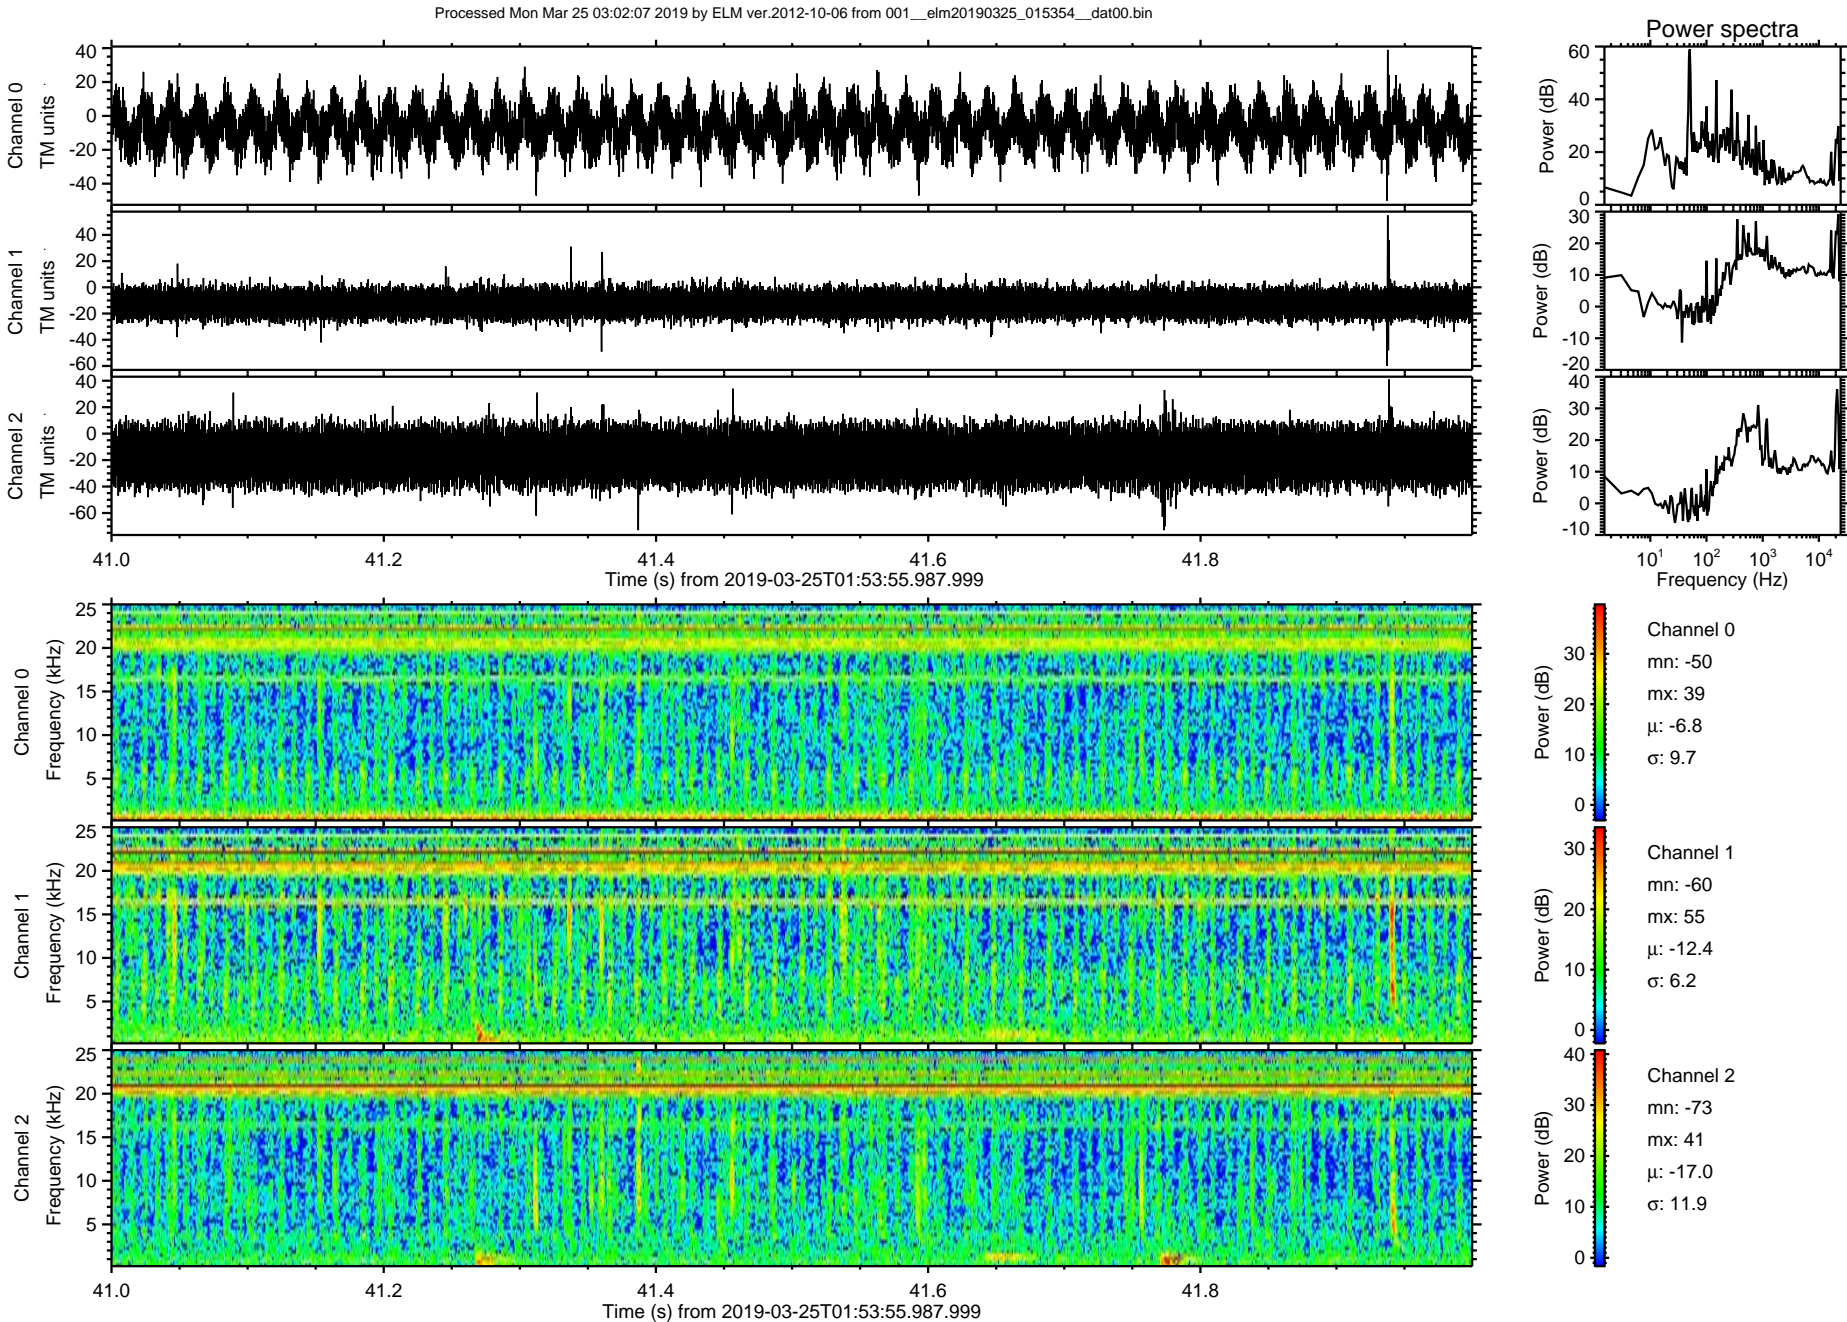 Processed Mon Mar 25 03:02:07 2019 by ELM ver.2012-10-06 from 001__elm20190325_015354__dat00.bin
Power spectra
Channel 0
TM units
40
20
0
-20
-40
Power (dB)
60
40
20
0
Channel 1
TM units
40
20
0
-20
-40
-60
Power (dB)
30
20
10
0
-10
-20
Channel 2
TM units
40
20
0
-20
-40
-60
Power (dB)
40
30
20
10
0
-10
41.0 41.2 41.4 41.6 41.8
Time (s) from 2019-03-25T01:53:55.987.999
10^1 10^2 10^3 10^4
Frequency (Hz)
Channel 0
Frequency (kHz)
25
20
15
10
5
Power (dB)
30
20
10
0
Channel 0
mn: -50
mx: 39
μ: -6.8
σ: 9.7
Channel 1
Frequency (kHz)
25
20
15
10
5
Power (dB)
30
20
10
0
Channel 1
mn: -60
mx: 55
μ: -12.4
σ: 6.2
Channel 2
Frequency (kHz)
25
20
15
10
5
Power (dB)
40
30
20
10
0
Channel 2
mn: -73
mx: 41
μ: -17.0
σ: 11.9
41.0 41.2 41.4 41.6 41.8
Time (s) from 2019-03-25T01:53:55.987.999